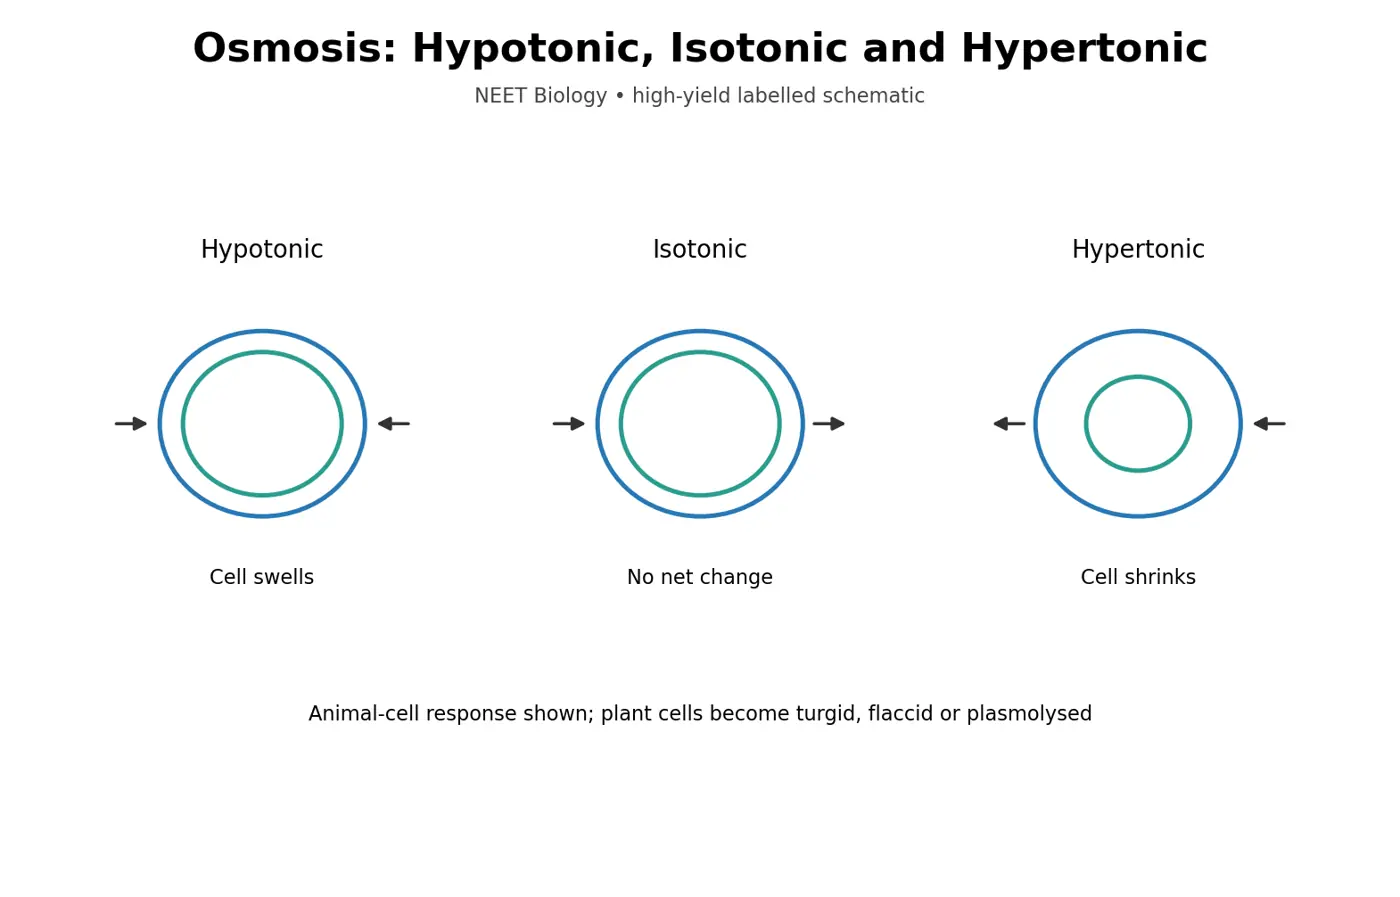 Osmosis: Hypotonic, Isotonic and Hypertonic
NEET Biology • high-yield labelled schematic
Hypotonic
Isotonic
Hypertonic
Cell swells
No net change
Cell shrinks
Animal-cell response shown; plant cells become turgid, flaccid or plasmolysed